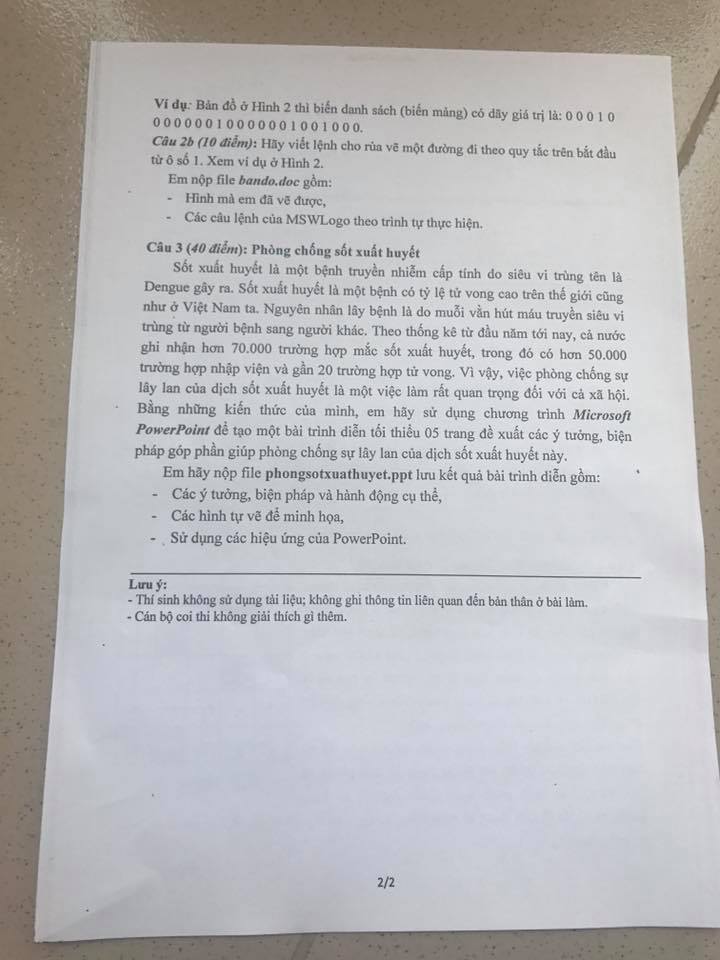 Ví dụ: Bản đồ ở Hình 2 thì biến danh sách (biến mảng) có dãy giá trị là: 0 0 0 1 0
0 0 0 0 0 0 1 0 0 0 0 0 0 1 0 0 1 0 0 0.
Câu 2b (10 điểm): Hãy viết lệnh cho rùa vẽ một đường đi theo quy tắc trên bắt đầu
từ ô số 1. Xem ví dụ ở Hình 2.
Em nộp file bando.doc gồm:
- Hình mà em đã vẽ được,
- Các câu lệnh của MSWLogo theo trình tự thực hiện.
Câu 3 (40 điểm): Phòng chống sốt xuất huyết
Sốt xuất huyết là một bệnh truyền nhiễm cấp tính do siêu vi trùng tên là
Dengue gây ra. Sốt xuất huyết là một bệnh có tỷ lệ tử vong cao trên thế giới cũng
như ở Việt Nam ta. Nguyên nhân lây bệnh là do muỗi vằn hút máu truyền siêu vi
trùng từ người bệnh sang người khác. Theo thống kê từ đầu năm tới nay, cả nước
ghi nhận hơn 70.000 trường hợp mắc sốt xuất huyết, trong đó có hơn 50.000
trường hợp nhập viện và gần 20 trường hợp tử vong. Vì vậy, việc phòng chống sự
lây lan của dịch sốt xuất huyết là một việc làm rất quan trọng đối với cả xã hội.
Bằng những kiến thức của mình, em hãy sử dụng chương trình Microsoft
PowerPoint để tạo một bài trình diễn tối thiểu 05 trang đề xuất các ý tưởng, biện
pháp góp phần giúp phòng chống sự lây lan của dịch sốt xuất huyết này.
Em hãy nộp file phongsotxuathuyet.ppt lưu kết quả bài trình diễn gồm:
- Các ý tưởng, biện pháp và hành động cụ thể,
- Các hình tự vẽ để minh họa,
- Sử dụng các hiệu ứng của PowerPoint.
Lưu ý:
- Thí sinh không sử dụng tài liệu; không ghi thông tin liên quan đến bản thân ở bài làm.
- Cán bộ coi thi không giải thích gì thêm.
2/2